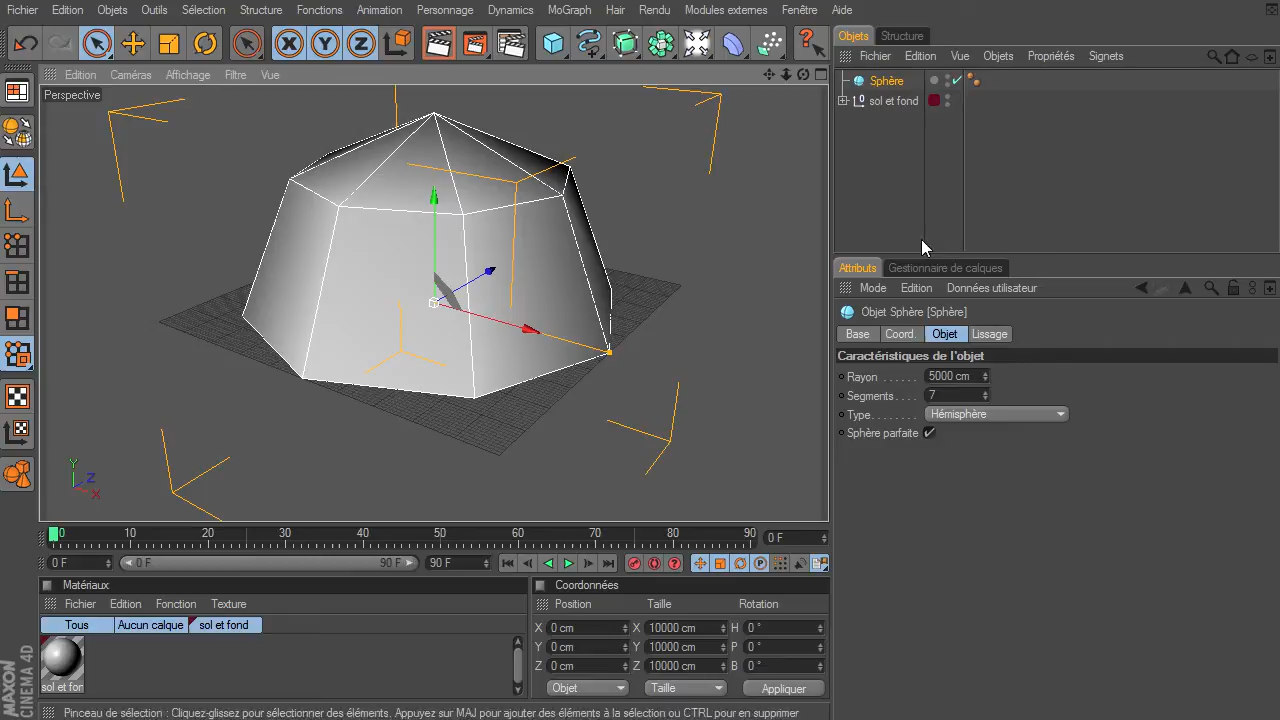 Fichier Edition Objets Outils Sélection Structure Fonctions Animation Personnage Dynamics MoGraph Hair Rendu Modules externes Fenêtre Aide
X Y Z
Objets Structure
Fichier Edition Vue Objets Propriétés Signets
Edition Caméras Affichage Filtre Vue
Perspective
Sphère
sol et fond
Attributs Gestionnaire de calques
Mode Edition Données utilisateur
Objet Sphère [Sphère]
Base Coord. Objet Lissage
Caractéristiques de l'objet
Rayon 5000 cm
Segments 7
Type Hémisphère
Sphère parfaite
Y
Z
X
0 10 20 30 40 50 60 70 80 90 0 F
0 F 0 F 90 F 90 F
Matériaux
Fichier Edition Fonction Texture
Tous Aucun calque sol et fond
sol et fon
Coordonnées
Position Taille Rotation
X 0 cm X 10000 cm H 0 °
Y 0 cm Y 10000 cm P 0 °
Z 0 cm Z 10000 cm B 0 °
Objet Taille Appliquer
MAXON
CINEMA 4D
Pinceau de sélection : Cliquez-glissez pour sélectionner des éléments. Appuyez sur MAJ pour ajouter des éléments à la sélection ou CTRL pour en supprimer